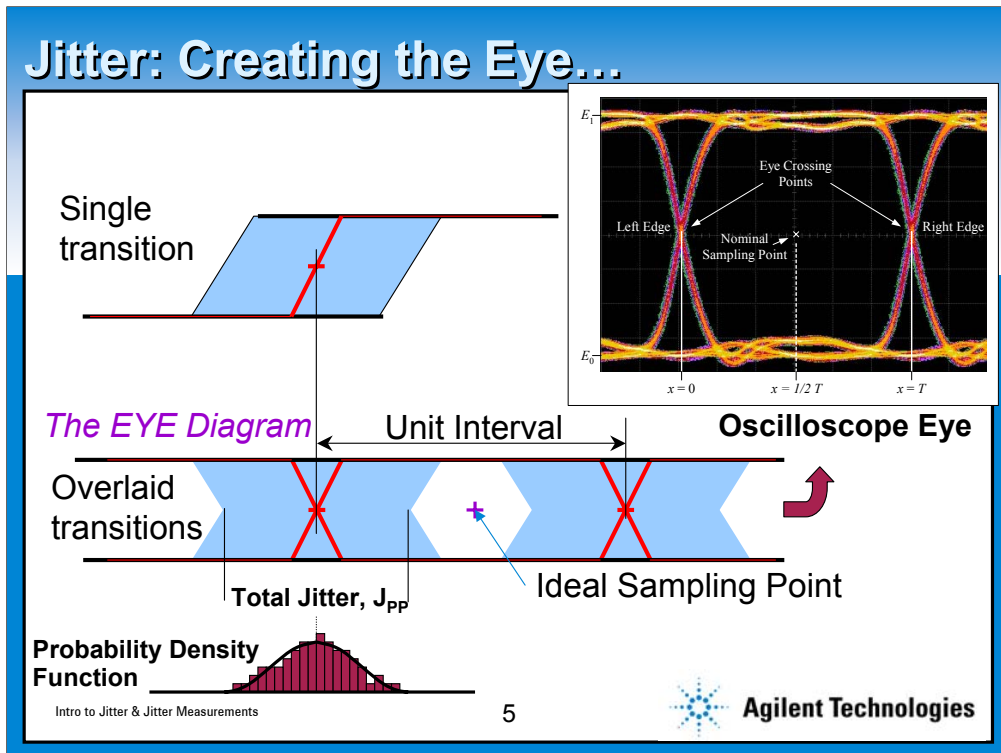 Jitter: Creating the Eye…
E1
Eye Crossing
Points
Left Edge
Right Edge
Nominal
Sampling Point
E0
x = 0
x = 1/2 T
x = T
Single
transition
The EYE Diagram
Unit Interval
Oscilloscope Eye
Overlaid
transitions
Ideal Sampling Point
Total Jitter, JPP
Probability Density
Function
Intro to Jitter & Jitter Measurements
5
Agilent Technologies